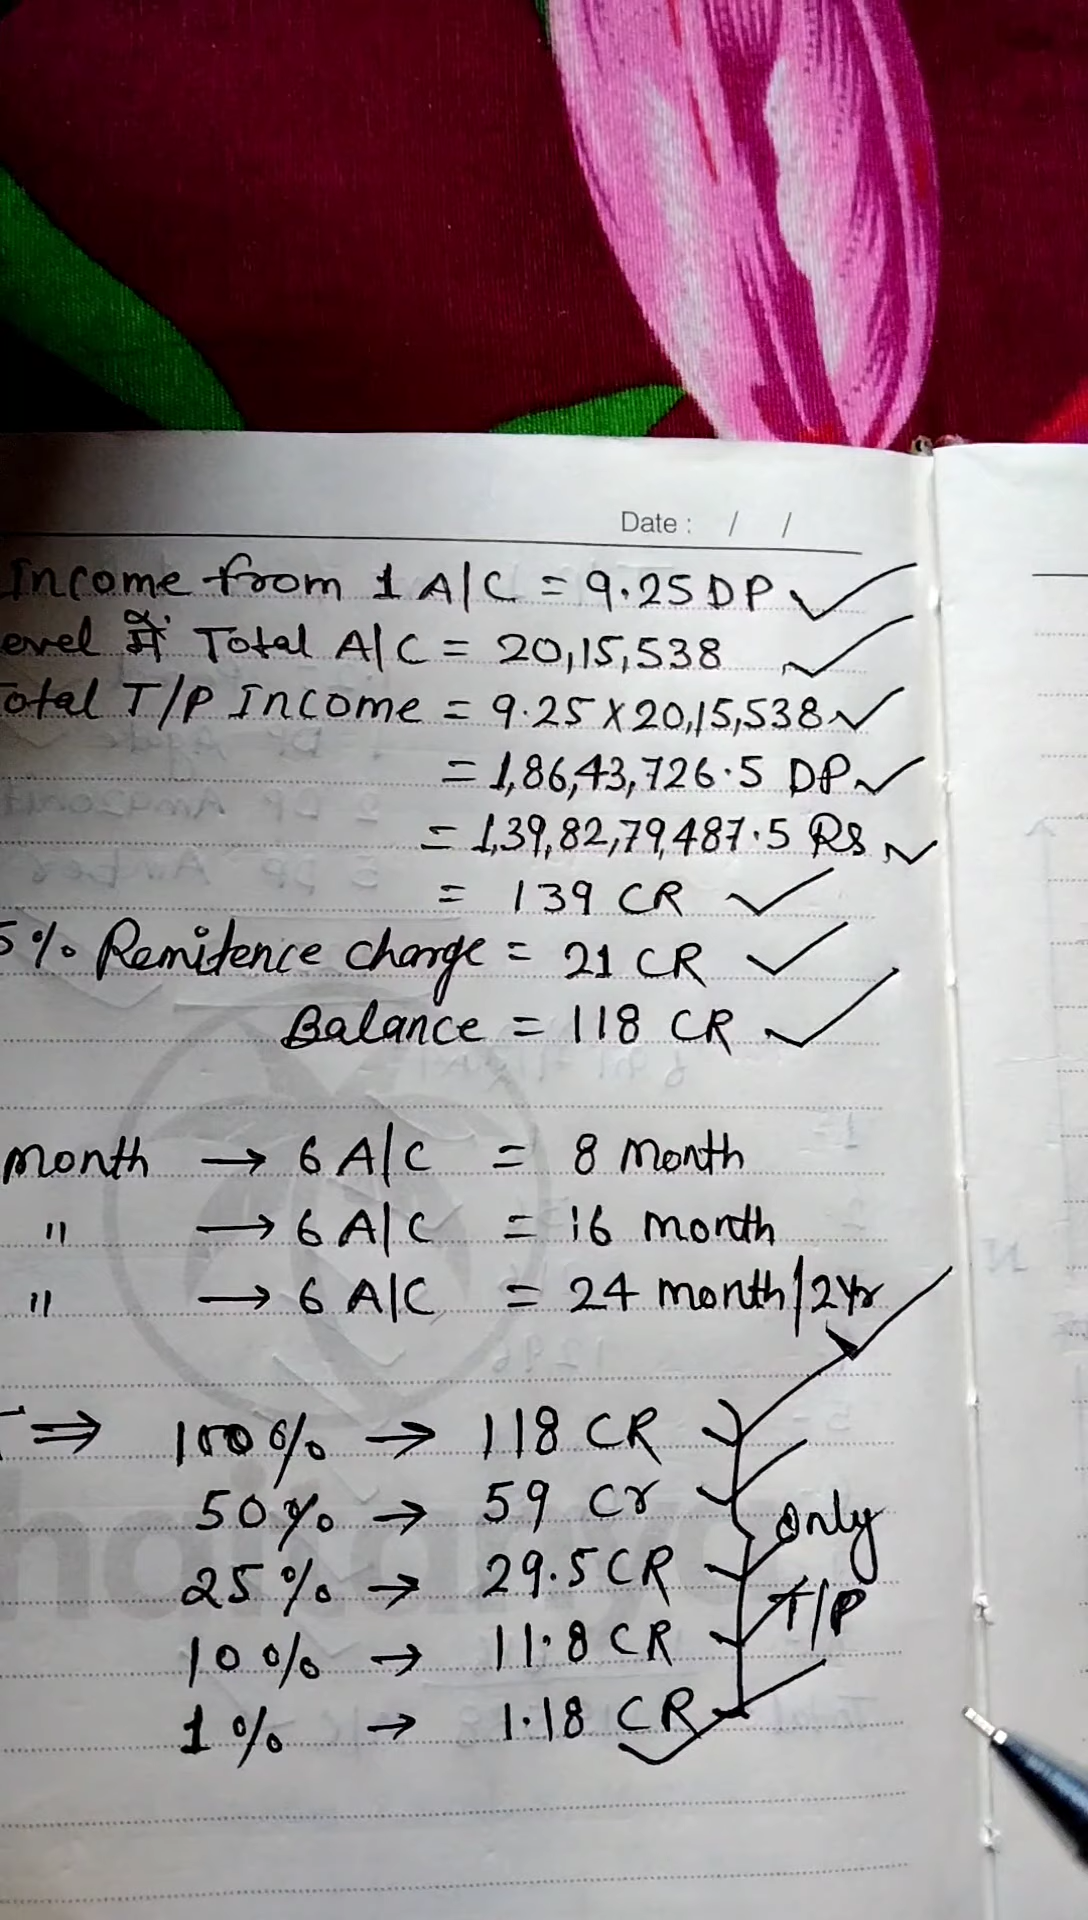 Date : / /
Income from 1 A/C = 9.25 DP
evel में Total A/C = 20,15,538
otal T/P Income = 9.25 X 20,15,538
= 1,86,43,726.5 DP
= 1,39,82,79,487.5 Rs
= 139 CR
5% Remitence charge = 21 CR
Balance = 118 CR
month → 6 A/C = 8 month
" → 6 A/C = 16 month
" → 6 A/C = 24 month/2 Yr
⇒ 100% → 118 CR
50% → 59 Cr
25% → 29.5 CR
10% → 11.8 CR
1% → 1.18 CR
only
T/P